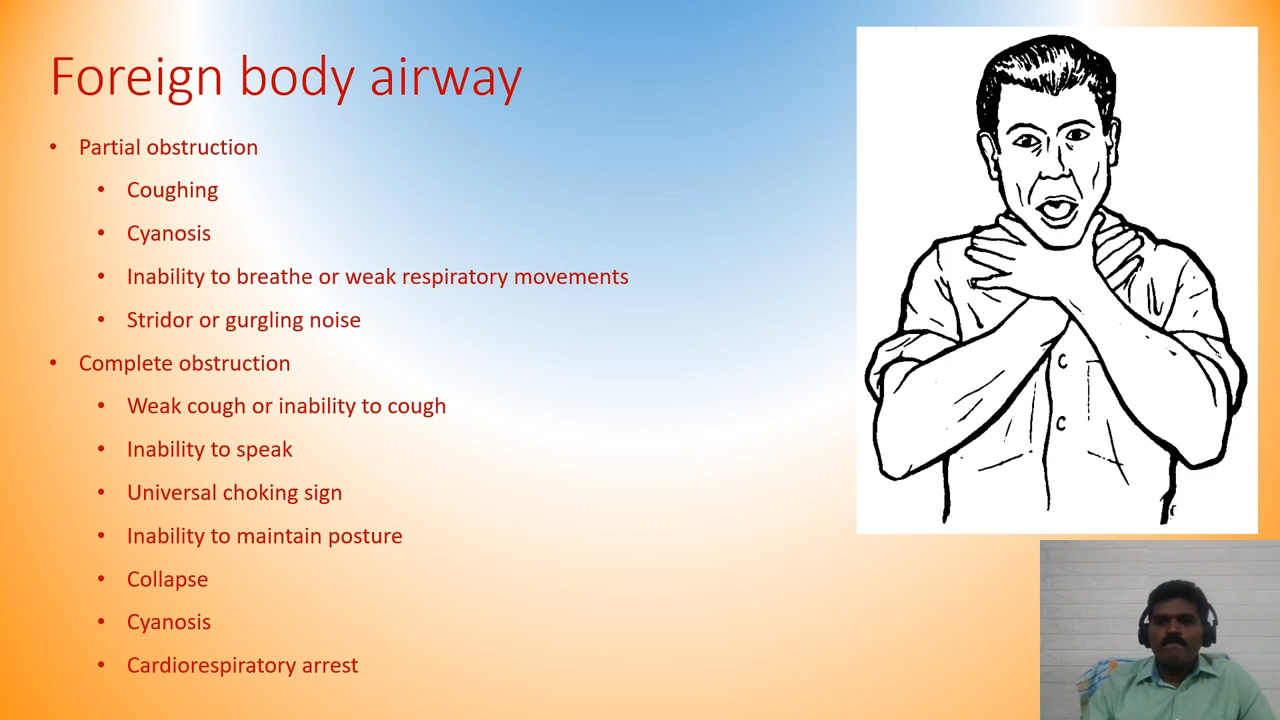 Foreign body airway
• Partial obstruction
• Coughing
• Cyanosis
• Inability to breathe or weak respiratory movements
• Stridor or gurgling noise
• Complete obstruction
• Weak cough or inability to cough
• Inability to speak
• Universal choking sign
• Inability to maintain posture
• Collapse
• Cyanosis
• Cardiorespiratory arrest